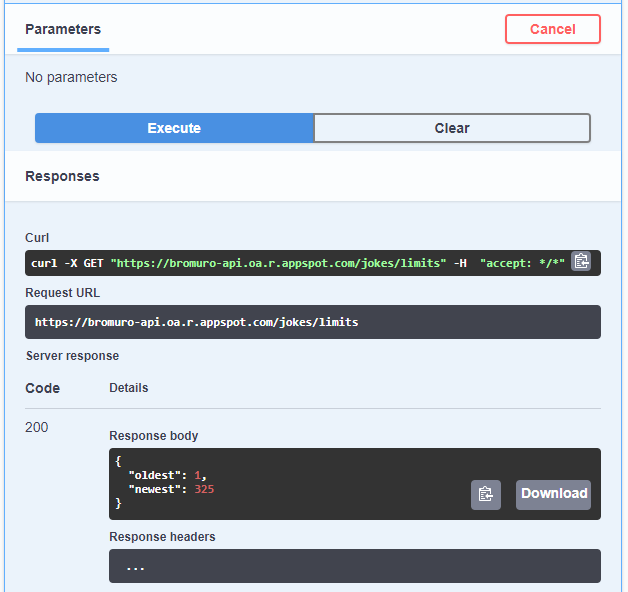 Parameters
Cancel
No parameters
Execute
Clear
Responses
Curl
curl -X GET "https://bromuro-api.oa.r.appspot.com/jokes/limits" -H  "accept: */*"
Request URL
https://bromuro-api.oa.r.appspot.com/jokes/limits
Server response
Code
Details
200
Response body
{
  "oldest": 1,
  "newest": 325
}
Download
Response headers
...